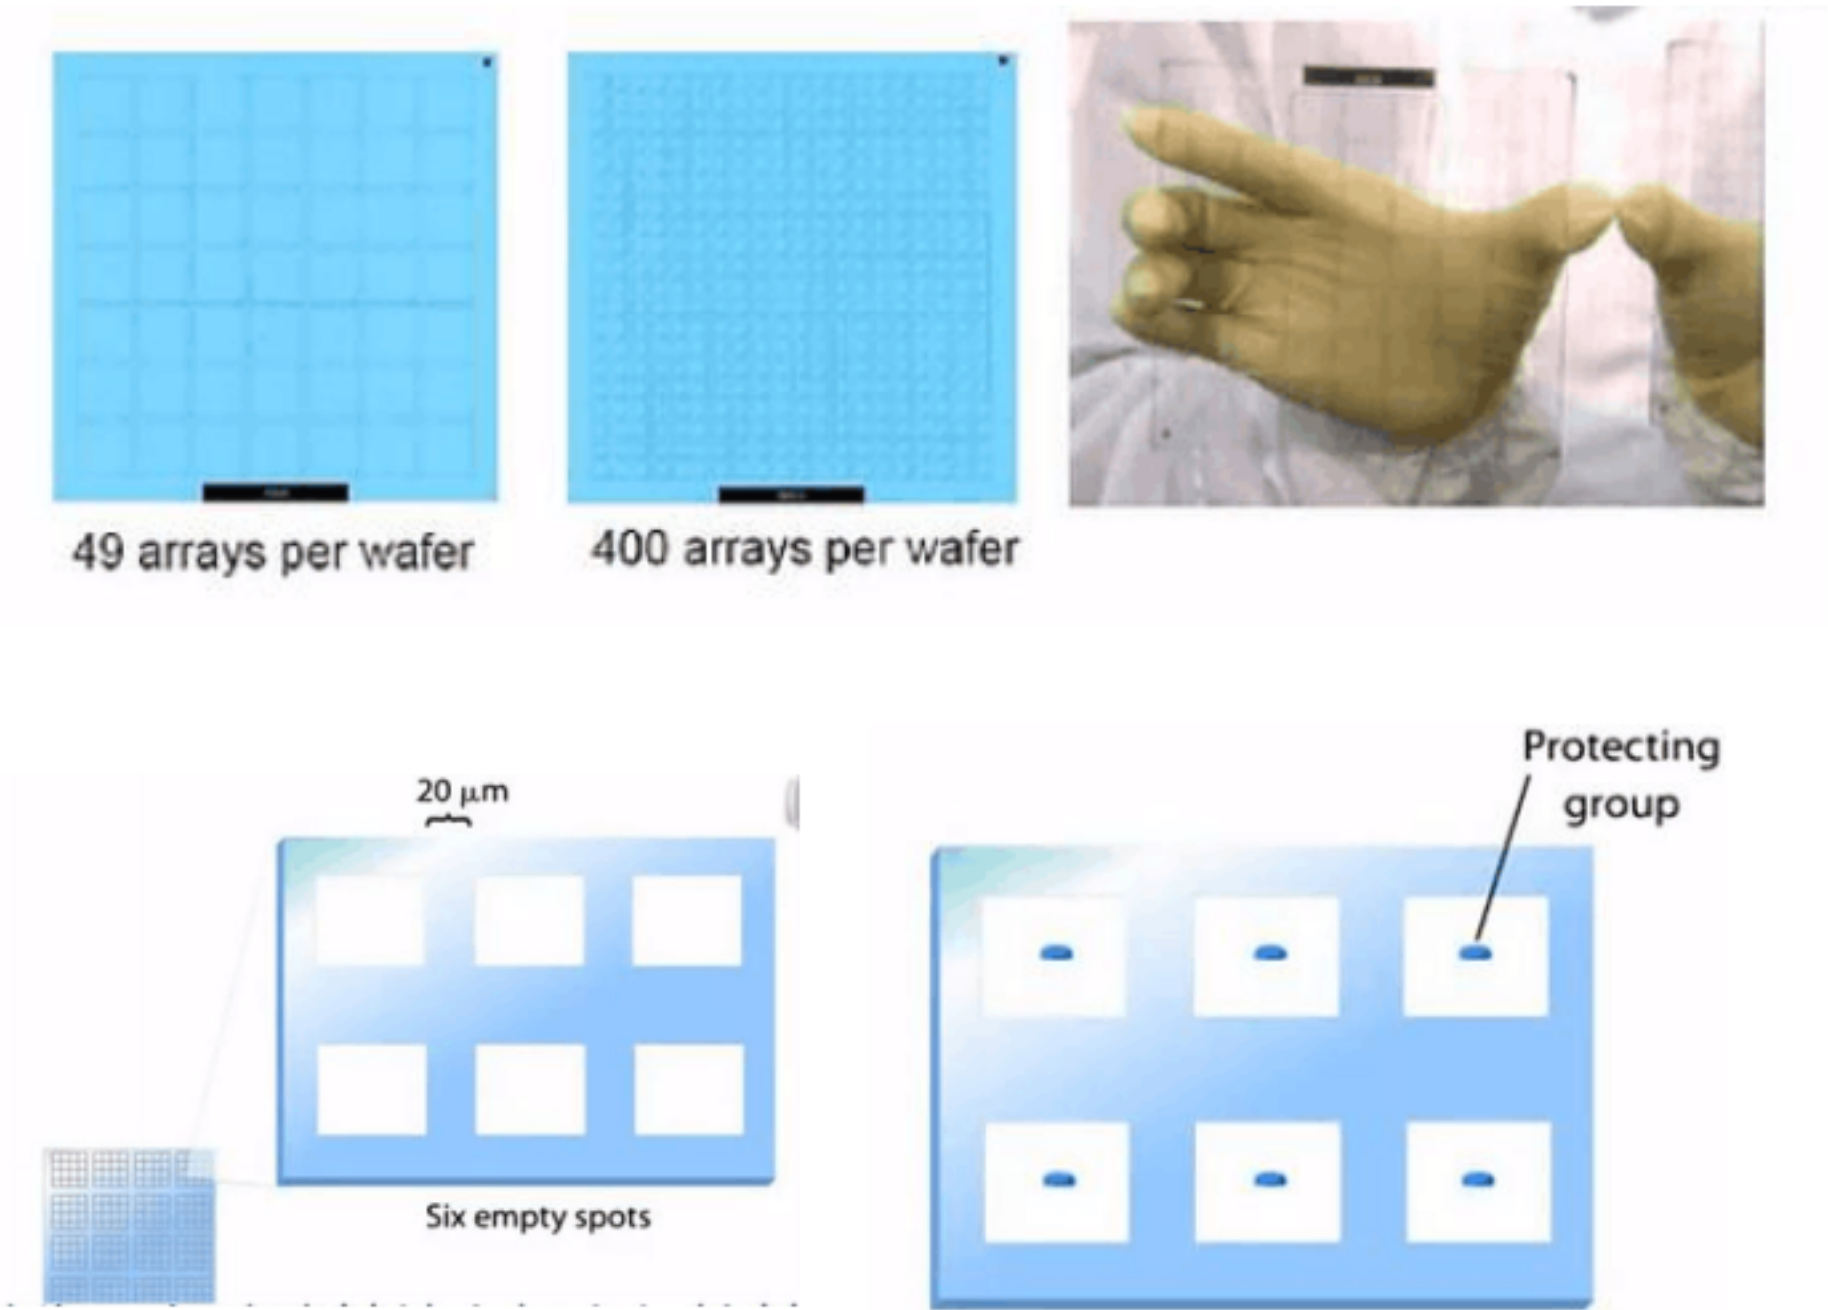 49 arrays per wafer
400 arrays per wafer
20 μm
Six empty spots
Protecting
group